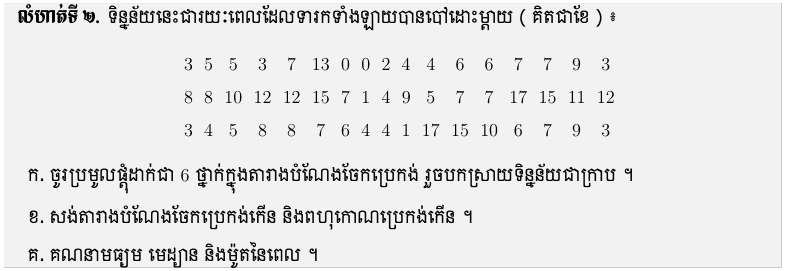 លំហាត់ទី ២. ទិន្នន័យនេះជារយៈពេលដែលទារកទាំងឡាយបានបៅដោះម្តាយ ( គិតជាខែ ) ៖
3 5 5 3 7 13 0 0 2 4 4 6 6 7 7 9 3
8 8 10 12 12 15 7 1 4 9 5 7 7 17 15 11 12
3 4 5 8 8 7 6 4 4 1 17 15 10 6 7 9 3
ក. ចូរប្រមូលផ្តុំដាក់ជា 6 ថ្នាក់ក្នុងតារាងបំណែងចែកប្រេកង់ រួចបកស្រាយទិន្នន័យជាក្រាប ។
ខ. សង់តារាងបំណែងចែកប្រេកង់កើន និងពហុកោណប្រេកង់កើន ។
គ. គណនាមធ្យម មេដ្យាន និងម៉ូតនៃពេល ។